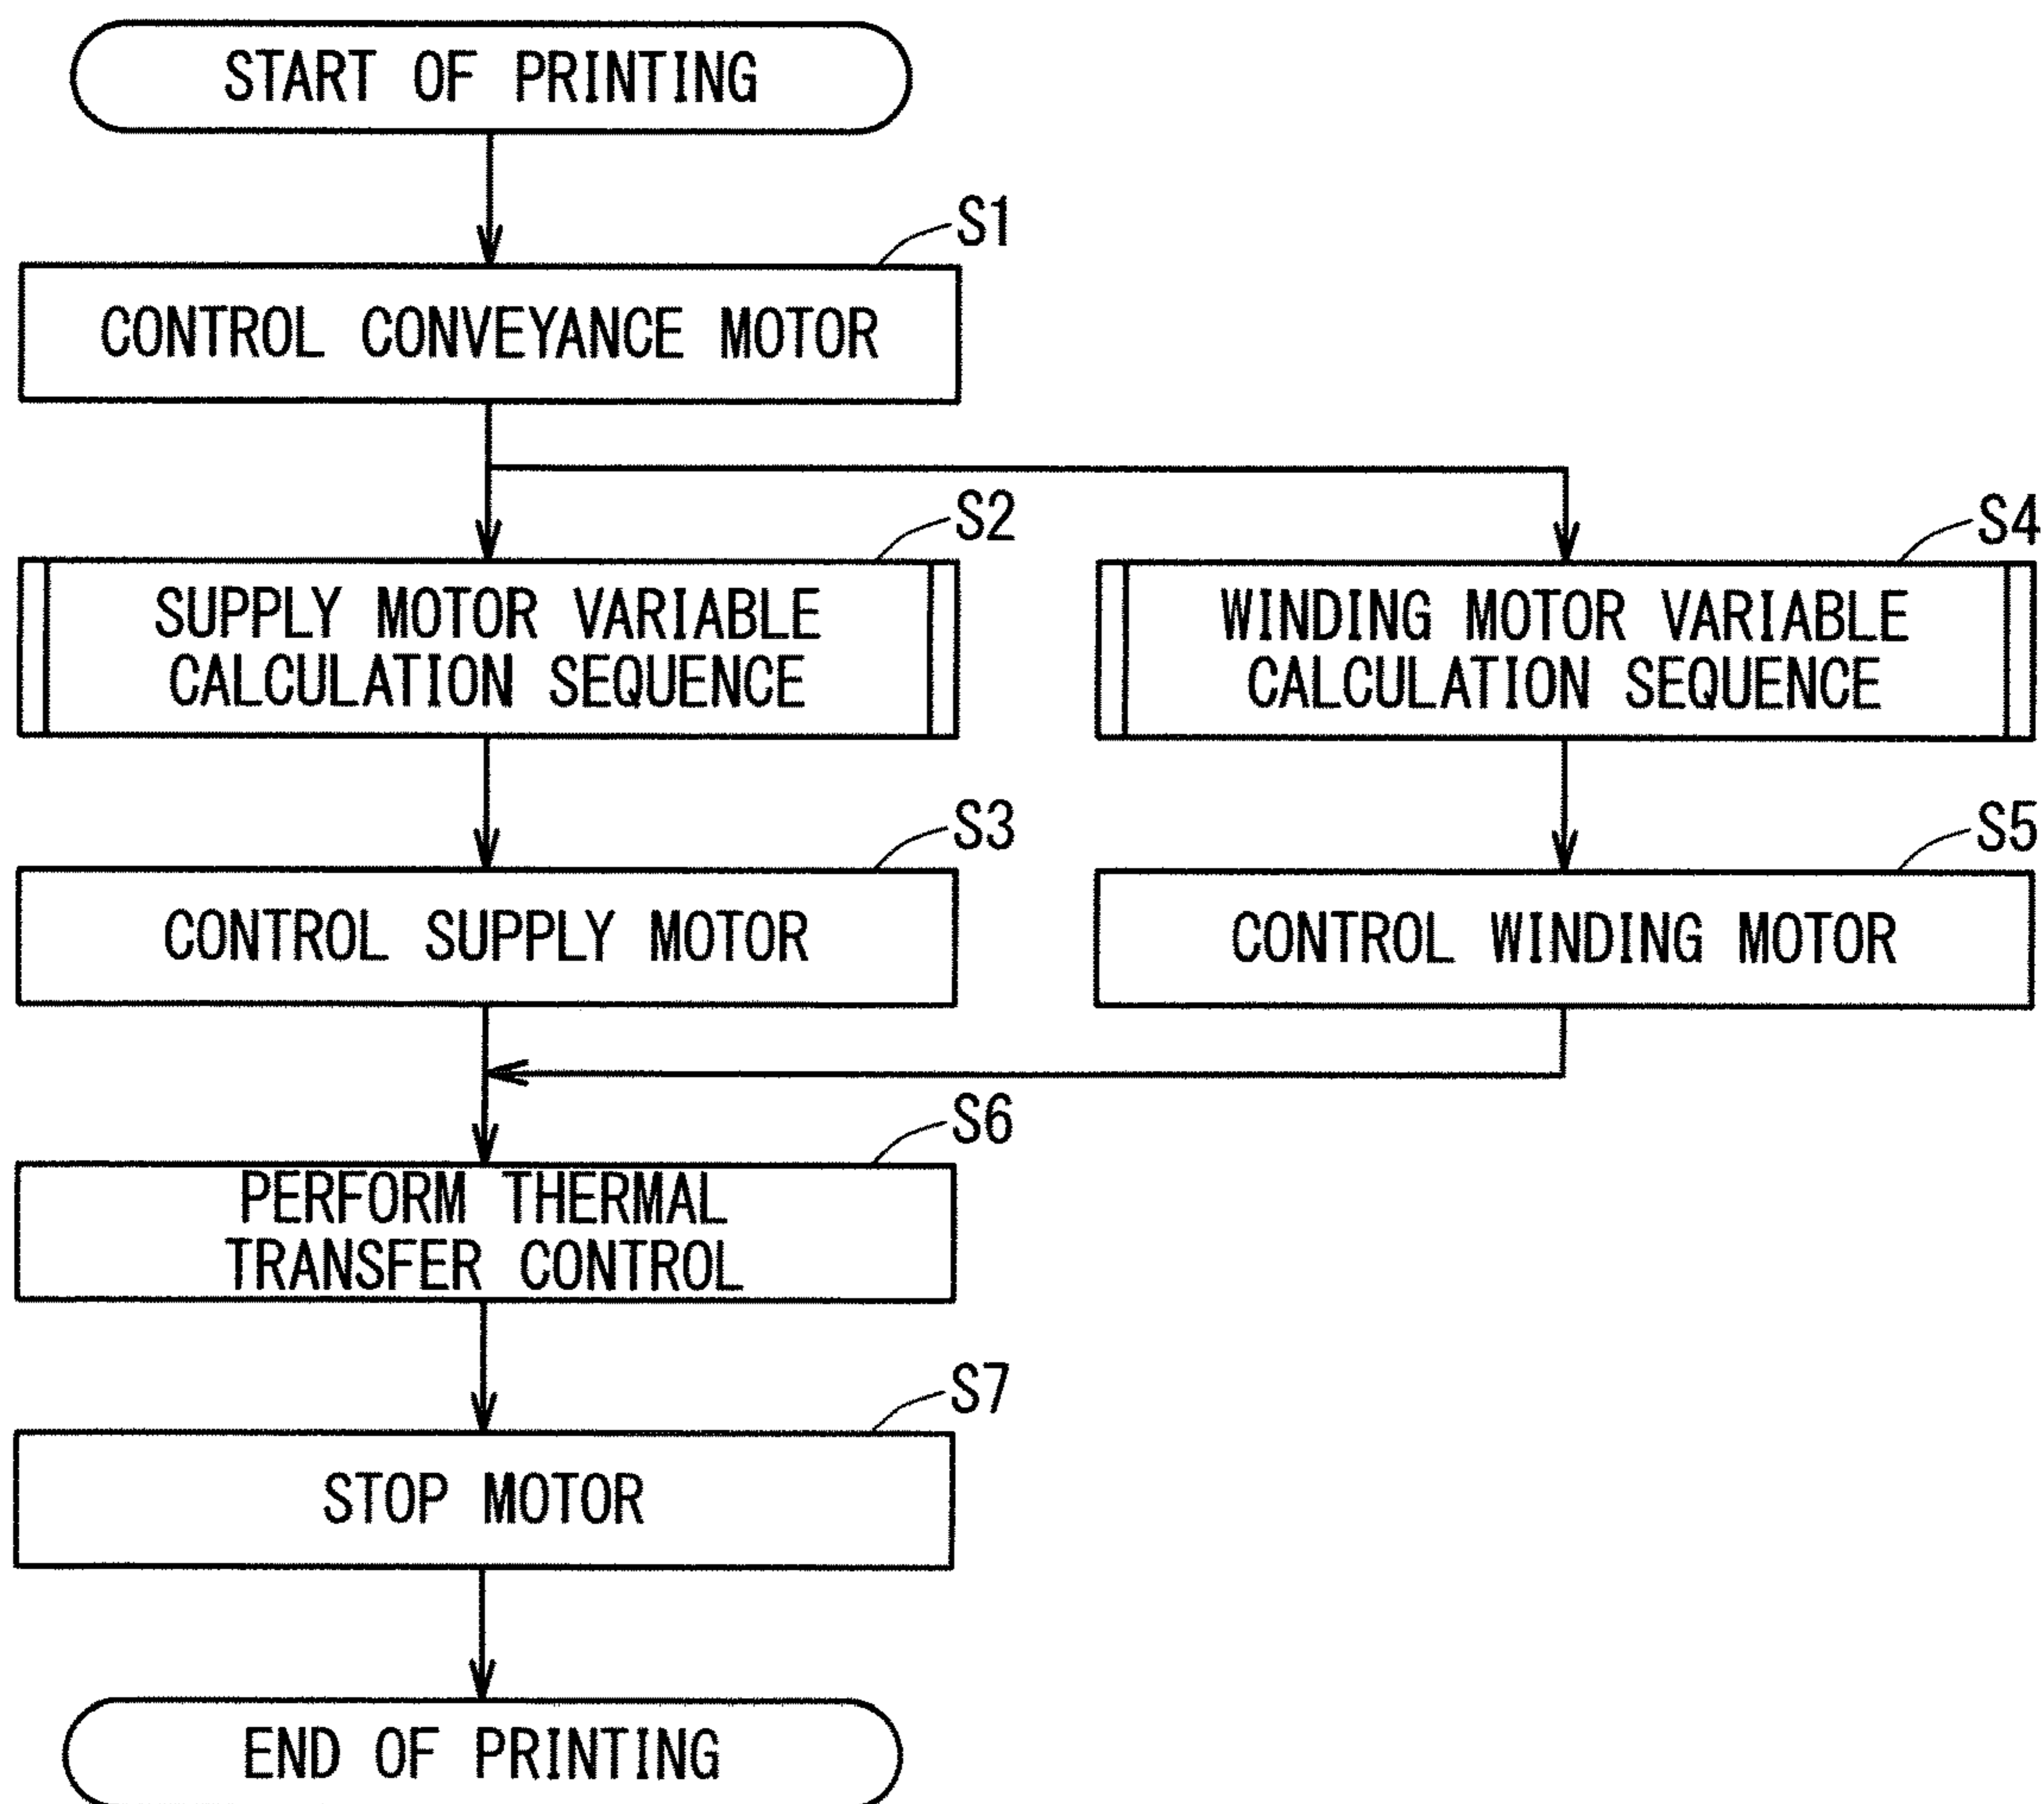 START OF PRINTING
S1
CONTROL CONVEYANCE MOTOR
S2
SUPPLY MOTOR VARIABLE
CALCULATION SEQUENCE
S4
WINDING MOTOR VARIABLE
CALCULATION SEQUENCE
S3
CONTROL SUPPLY MOTOR
S5
CONTROL WINDING MOTOR
S6
PERFORM THERMAL
TRANSFER CONTROL
S7
STOP MOTOR
END OF PRINTING